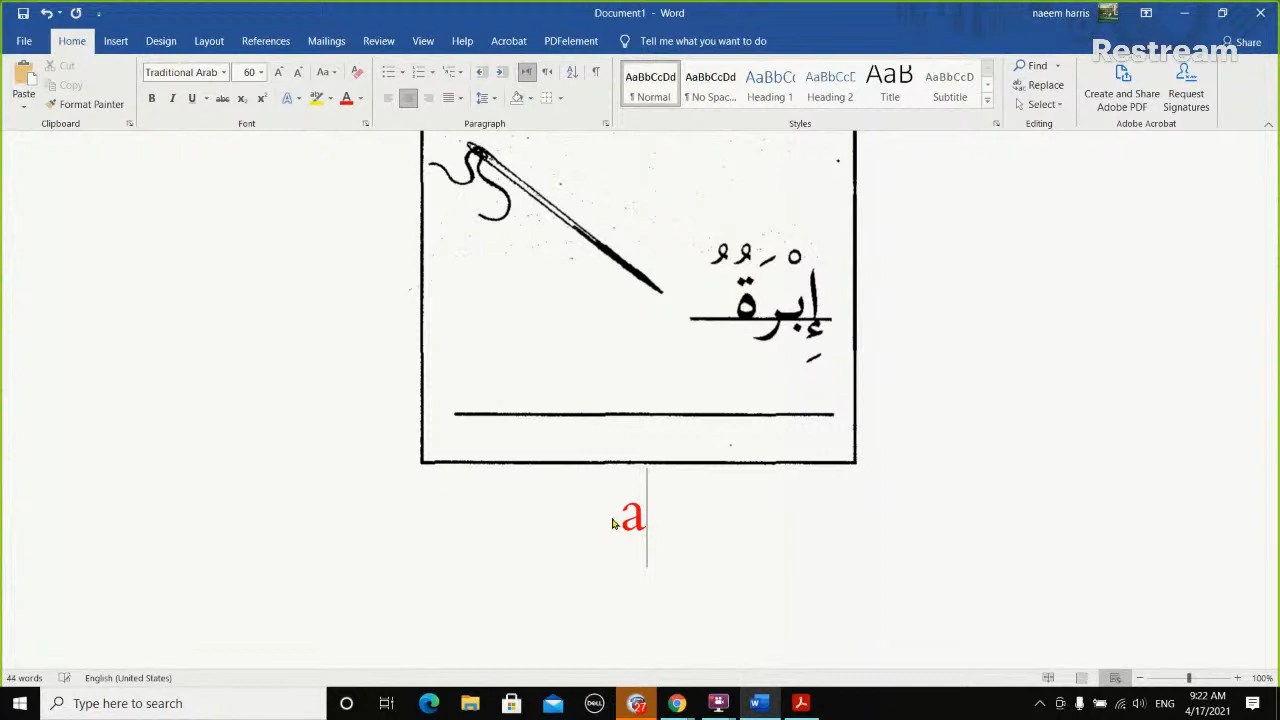 Document1 - Word
naeem harris
File Home Insert Design Layout References Mailings Review View Help Acrobat PDFelement Tell me what you want to do Share
Restream
Paste
Cut
Copy
Format Painter
Clipboard
Traditional Arab 60
Font
Paragraph
AaBbCcDd AaBbCcDd AaBbCc AaBbCcD AaB AaBbCcD
¶ Normal ¶ No Spac... Heading 1 Heading 2 Title Subtitle
Styles
Find
Replace
Select
Editing
Create and Share Adobe PDF
Request Signatures
Adobe Acrobat
إِبْرَةٌ
a
44 words English (United States) 100%
Type here to search
27
DELL
ENG
9:22 AM
4/17/2021